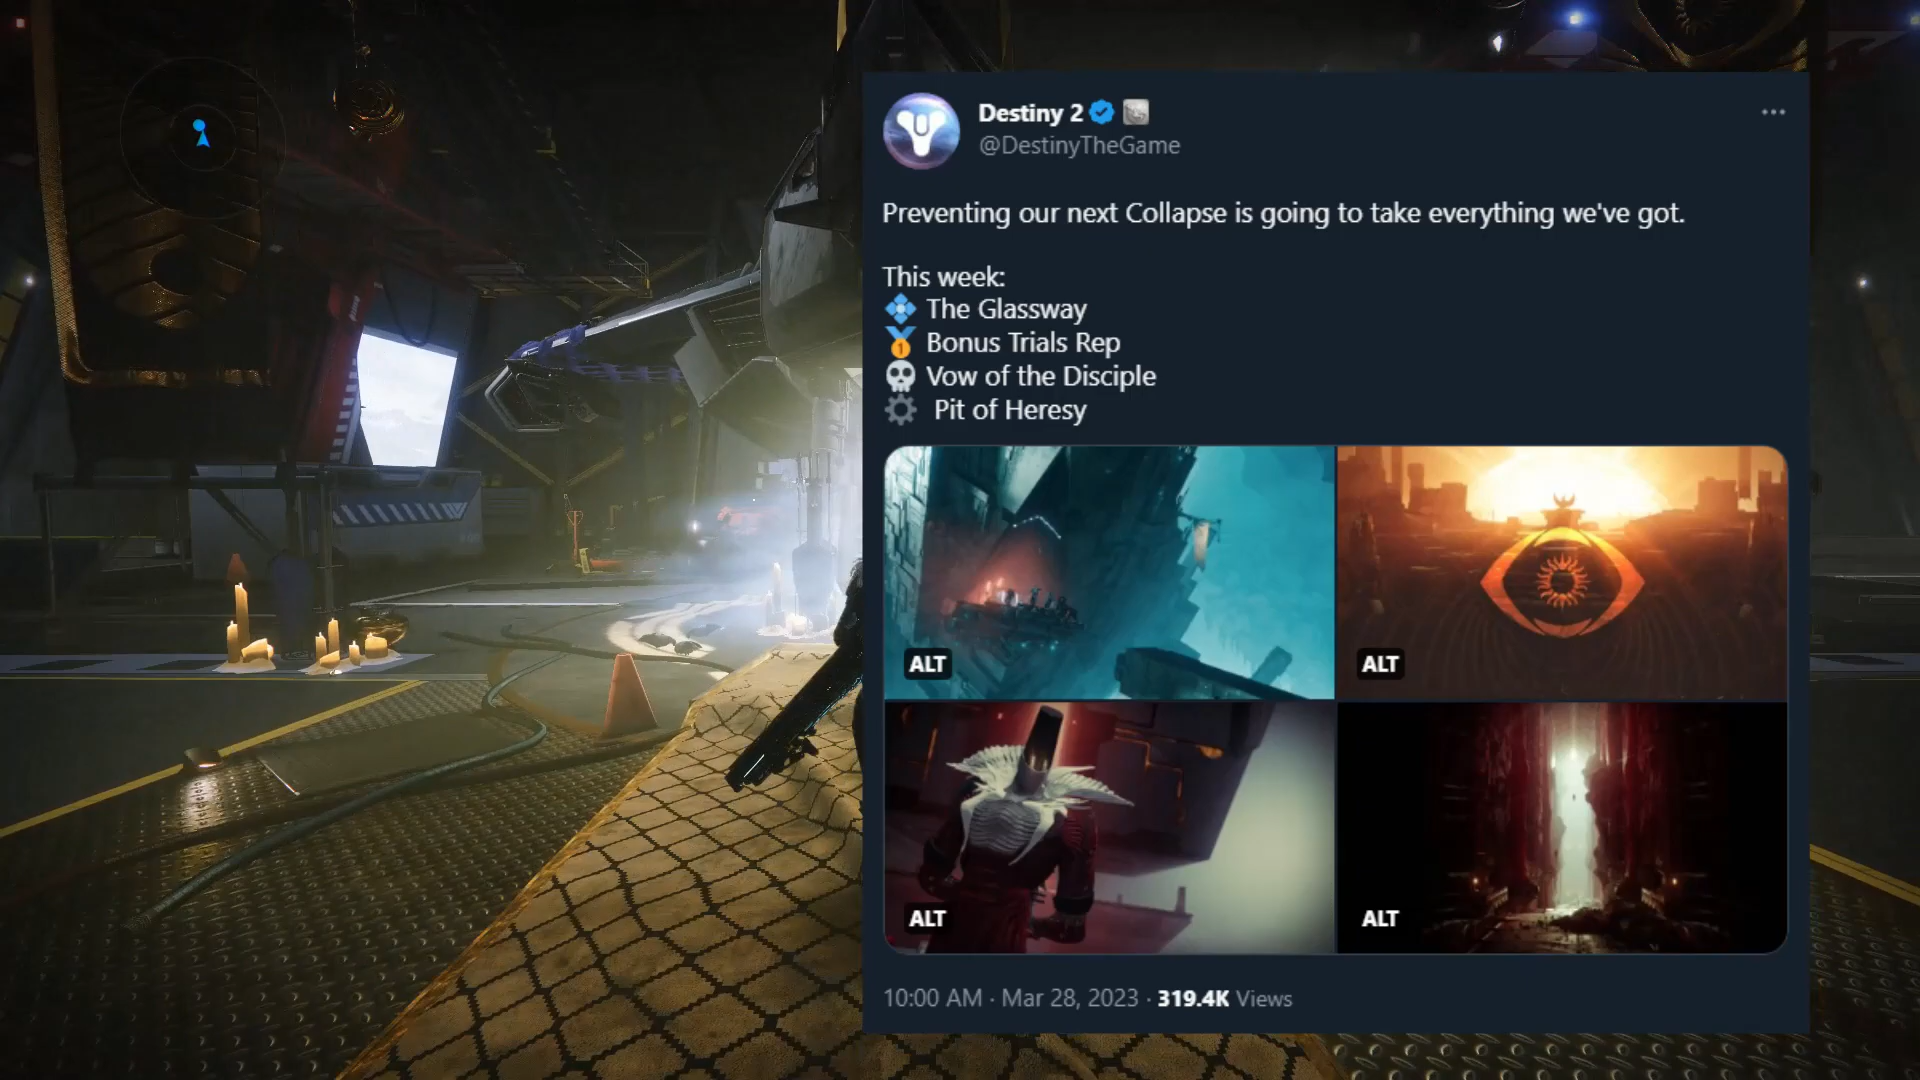 Destiny 2
@DestinyTheGame
Preventing our next Collapse is going to take everything we've got.
This week:
💠 The Glassway
🏅 Bonus Trials Rep
💀 Vow of the Disciple
⚙ Pit of Heresy
ALT
ALT
ALT
ALT
10:00 AM · Mar 28, 2023 · 319.4K Views